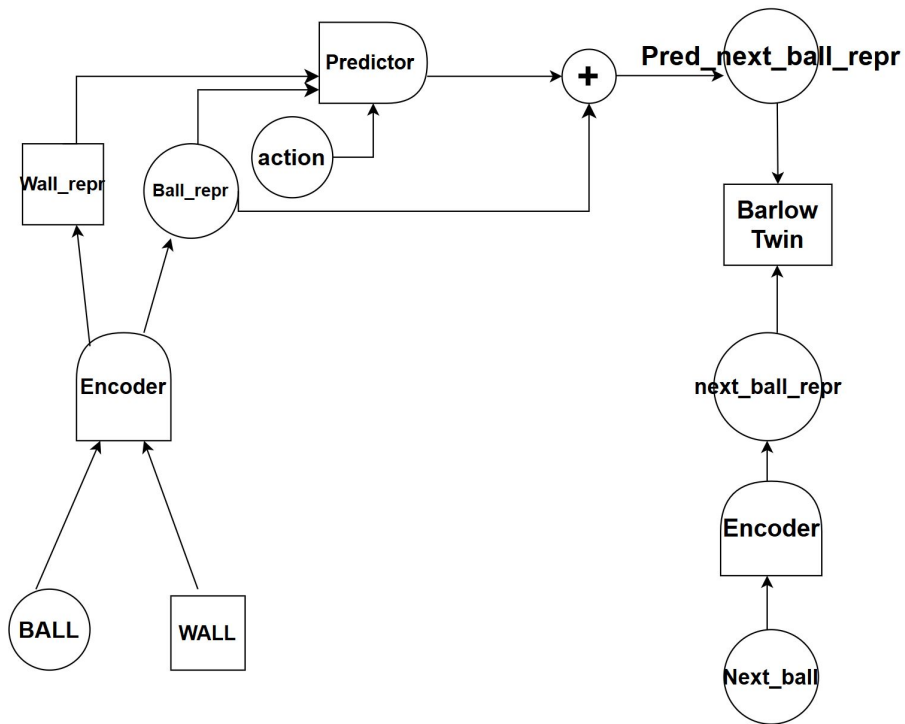 Predictor
+
Pred_next_ball_repr
action
Wall_repr
Ball_repr
Barlow
Twin
Encoder
next_ball_repr
Encoder
BALL
WALL
Next_ball